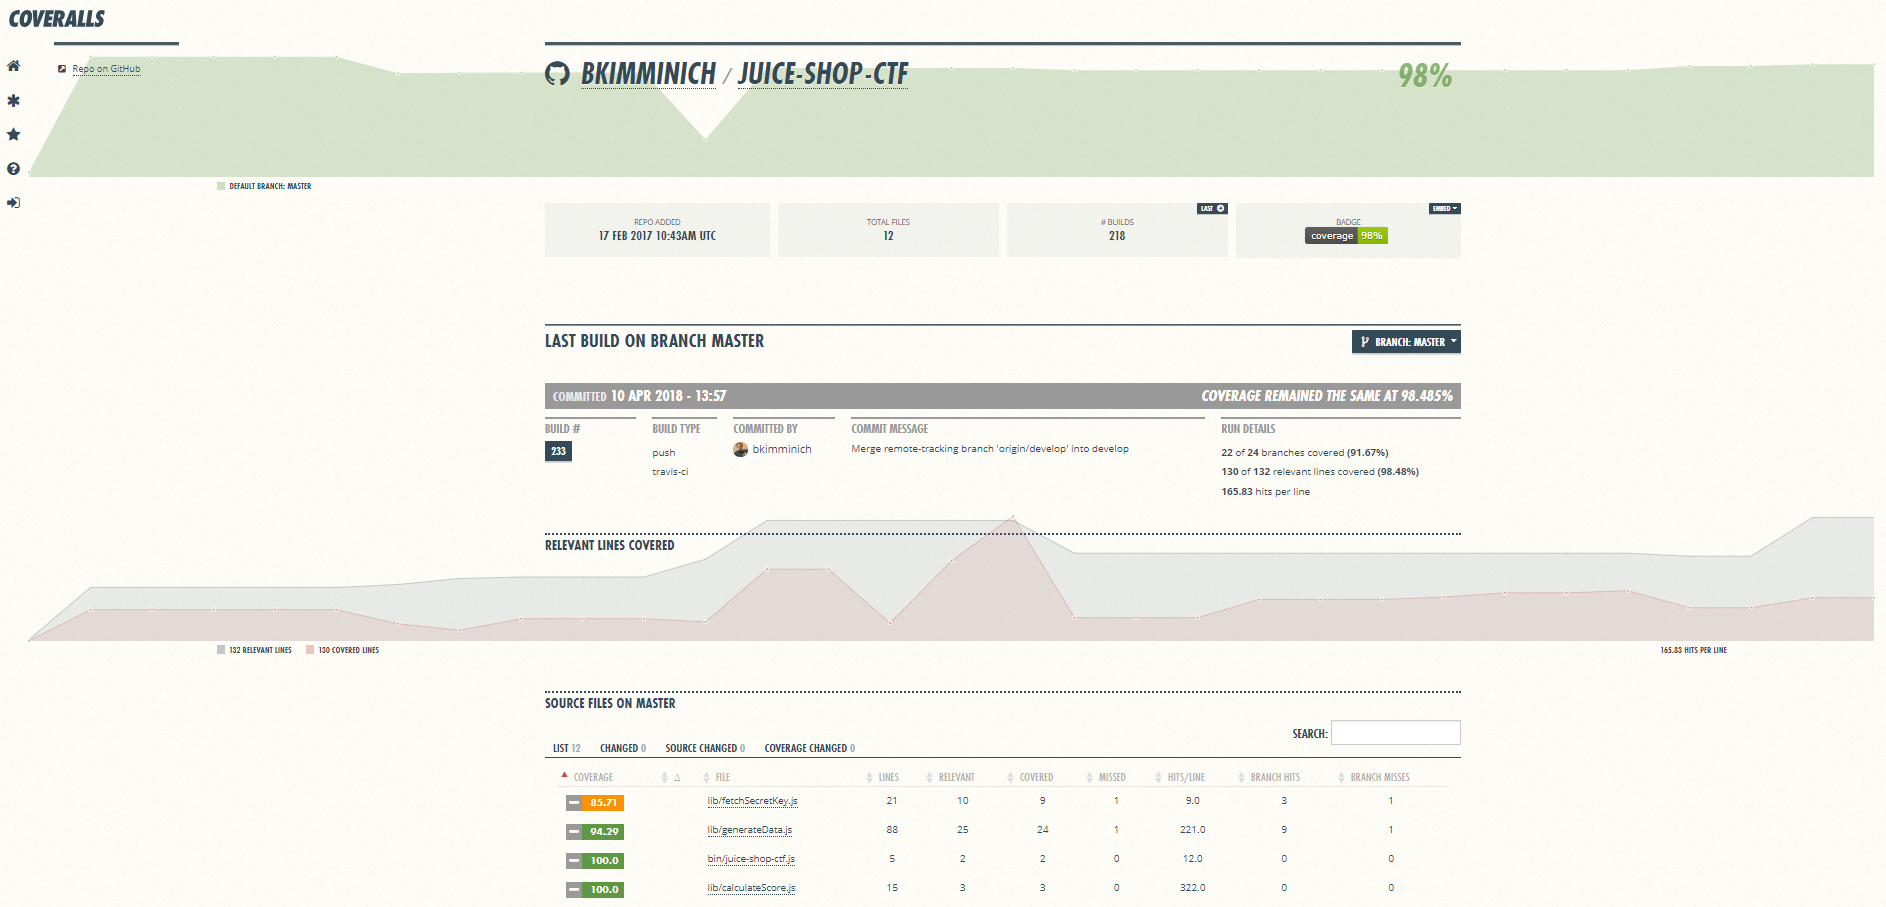 COVERALLS
Repo on GitHub
BKIMMINICH / JUICE-SHOP-CTF
98%
DEFAULT BRANCH: MASTER
REPO ADDED
17 FEB 2017 10:43AM UTC
TOTAL FILES
12
LAST
# BUILDS
218
EMBED
BADGE
coverage 98%
LAST BUILD ON BRANCH MASTER
BRANCH: MASTER
COMMITTED 10 APR 2018 - 13:57
COVERAGE REMAINED THE SAME AT 98.485%
BUILD #
233
BUILD TYPE
push
travis-ci
COMMITTED BY
bkimminich
COMMIT MESSAGE
Merge remote-tracking branch 'origin/develop' into develop
RUN DETAILS
22 of 24 branches covered (91.67%)
130 of 132 relevant lines covered (98.48%)
165.83 hits per line
RELEVANT LINES COVERED
132 RELEVANT LINES 130 COVERED LINES
165.83 HITS PER LINE
SOURCE FILES ON MASTER
SEARCH:
LIST 12 CHANGED 0 SOURCE CHANGED 0 COVERAGE CHANGED 0
COVERAGE Δ FILE LINES RELEVANT COVERED MISSED HITS/LINE BRANCH HITS BRANCH MISSES
85.71 lib/fetchSecretKey.js 21 10 9 1 9.0 3 1
94.29 lib/generateData.js 88 25 24 1 221.0 9 1
100.0 bin/juice-shop-ctf.js 5 2 2 0 12.0 0 0
100.0 lib/calculateScore.js 15 3 3 0 322.0 0 0